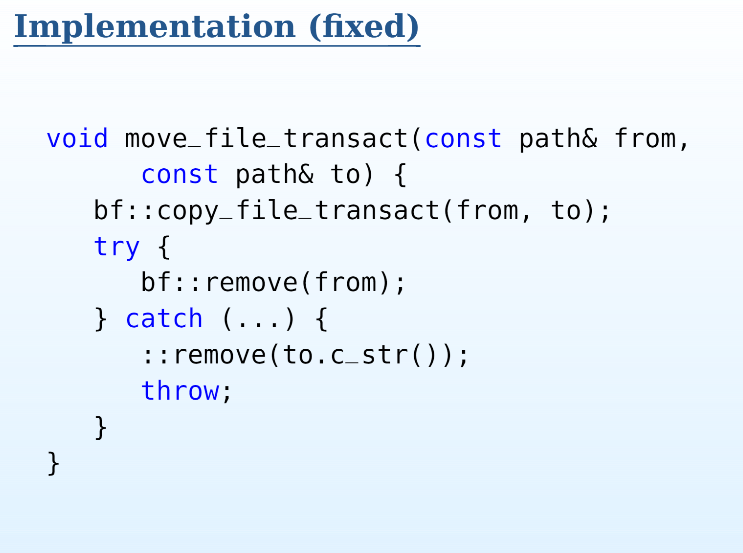 Implementation (fixed)
void move_file_transact(const path& from,
      const path& to) {
   bf::copy_file_transact(from, to);
   try {
      bf::remove(from);
   } catch (...) {
      ::remove(to.c_str());
      throw;
   }
}